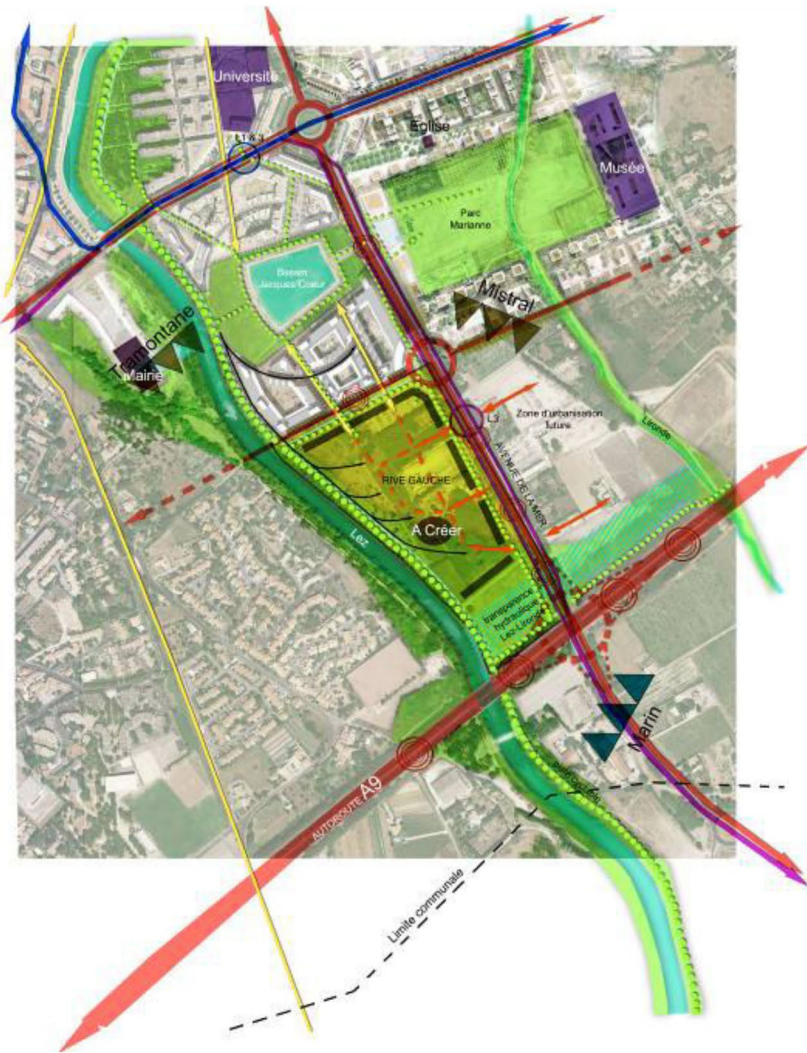 Université
L1 & 3
Eglise
Musée
Parc
Marianne
Bassin
Jacques Coeur
Mistral
Tramontane
Mairie
L3
Zone d'urbanisation
future
Lironde
RIVE GAUCHE
AVENUE DE LA MER
A Créer
Lez
transparence
hydraulique
Lez-Lironde
Marin
AUTOROUTE A9
Limite communale